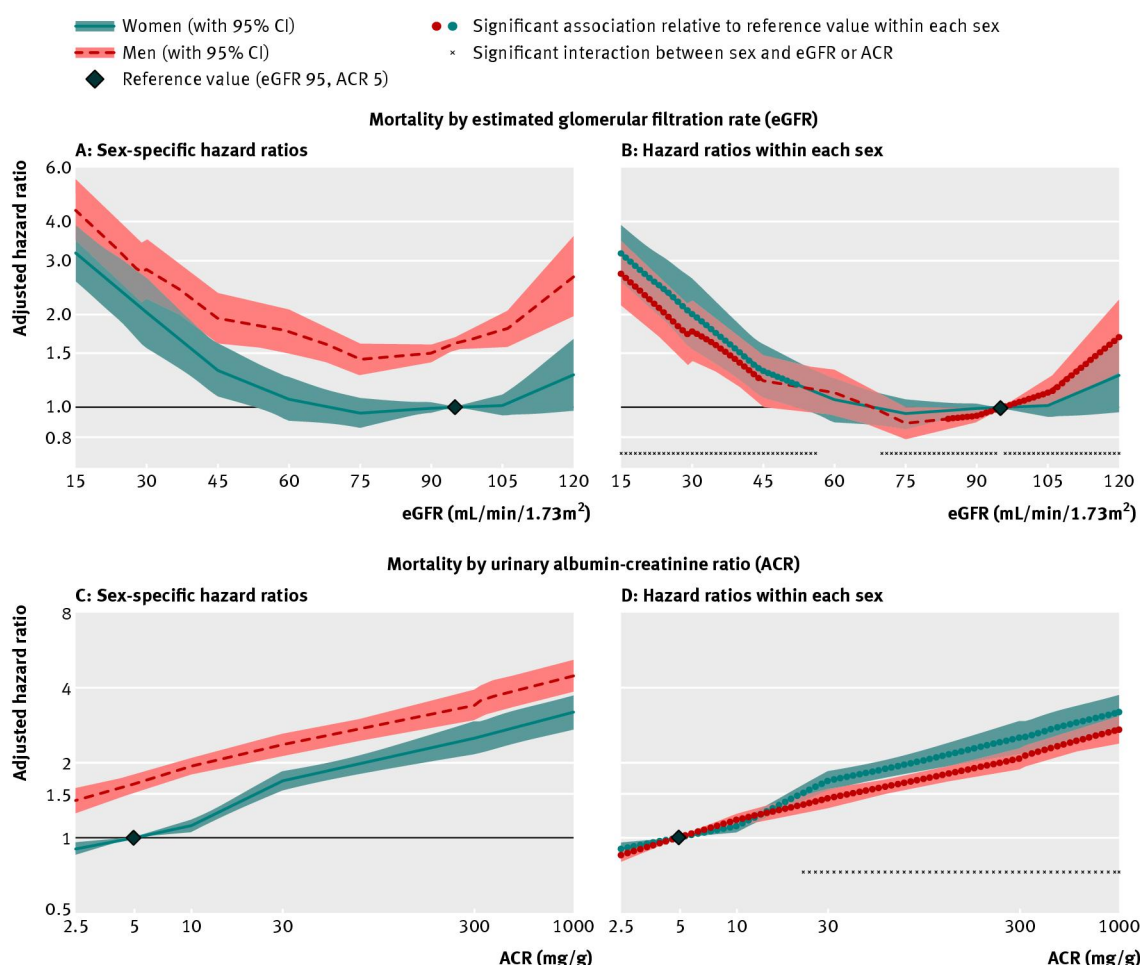 Women (with 95% CI)
Men (with 95% CI)
Reference value (eGFR 95, ACR 5)
Significant association relative to reference value within each sex
Significant interaction between sex and eGFR or ACR
Mortality by estimated glomerular filtration rate (eGFR)
A: Sex-specific hazard ratios
Adjusted hazard ratio
6.0
4.0
3.0
2.0
1.5
1.0
0.8
15 30 45 60 75 90 105 120
eGFR (mL/min/1.73m²)
B: Hazard ratios within each sex
15 30 45 60 75 90 105 120
eGFR (mL/min/1.73m²)
Mortality by urinary albumin-creatinine ratio (ACR)
C: Sex-specific hazard ratios
Adjusted hazard ratio
8
4
2
1.5
1
0.5
2.5 5 10 30 300 1000
ACR (mg/g)
D: Hazard ratios within each sex
2.5 5 10 30 300 1000
ACR (mg/g)